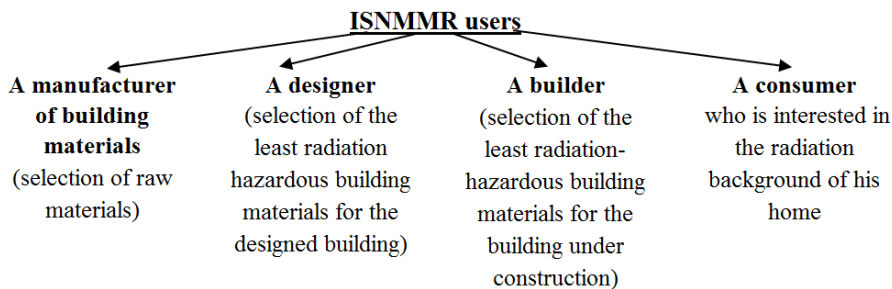 ISNMMR users
A manufacturer
of building
materials
(selection of raw
materials)
A designer
(selection of the
least radiation
hazardous building
materials for the
designed building)
A builder
(selection of the
least radiation-
hazardous building
materials for the
building under
construction)
A consumer
who is interested in
the radiation
background of his
home